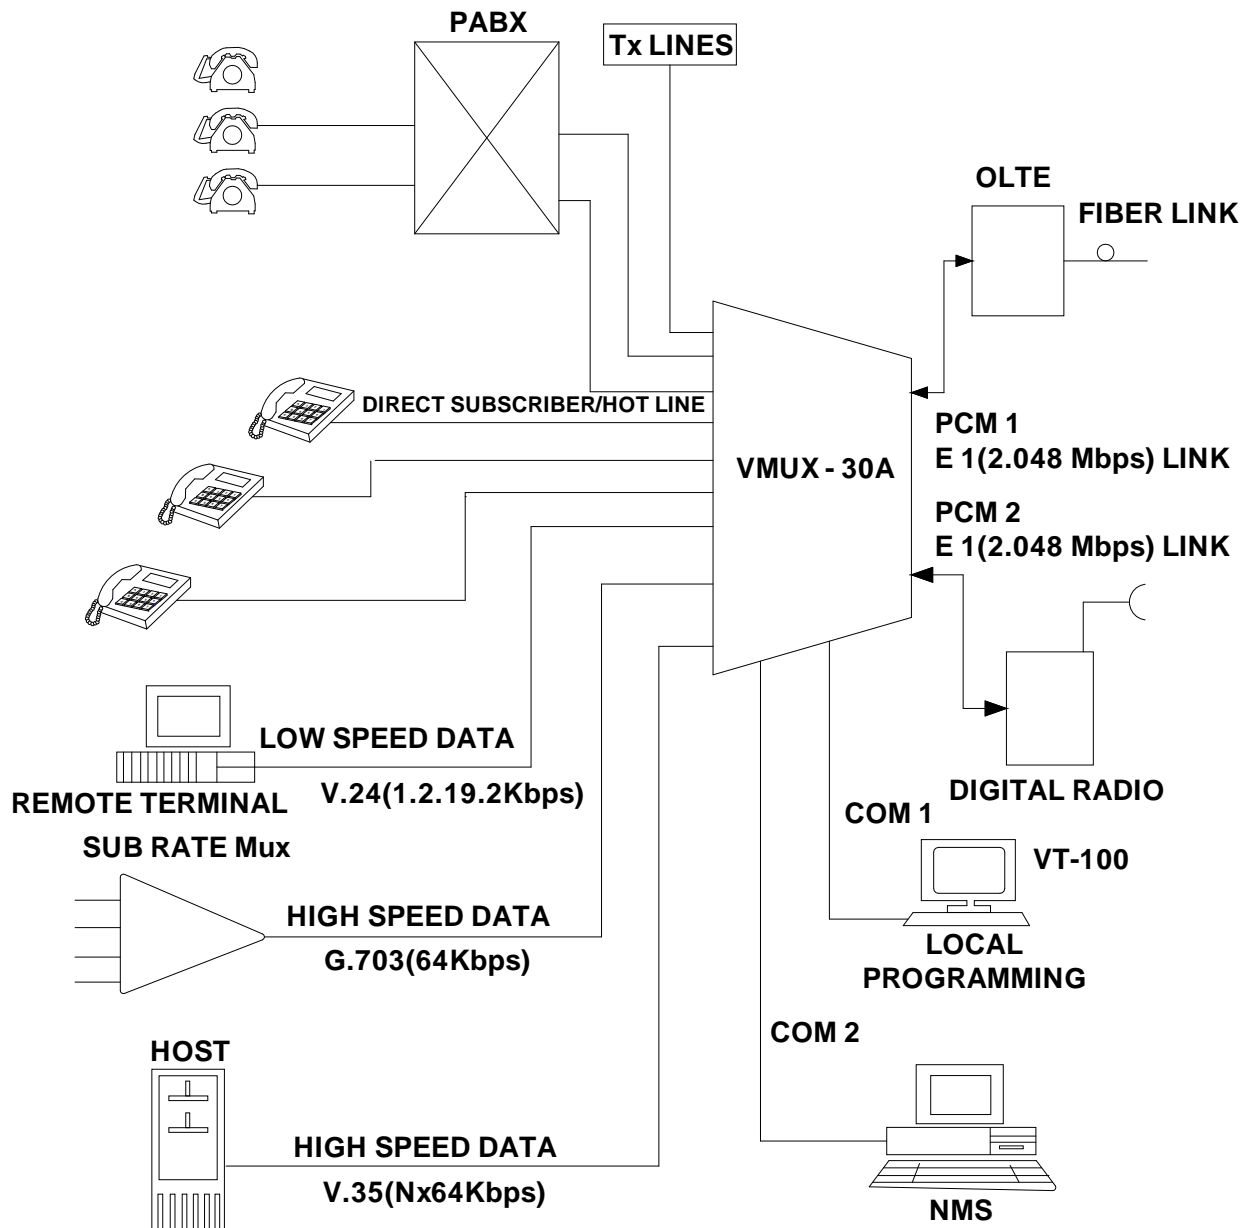 PABX
Tx LINES
OLTE
FIBER LINK
DIRECT SUBSCRIBER/HOT LINE
PCM 1
E 1(2.048 Mbps) LINK
VMUX - 30A
PCM 2
E 1(2.048 Mbps) LINK
LOW SPEED DATA
V.24(1.2.19.2Kbps)
REMOTE TERMINAL
DIGITAL RADIO
COM 1
SUB RATE Mux
VT-100
HIGH SPEED DATA
G.703(64Kbps)
LOCAL
PROGRAMMING
COM 2
HOST
HIGH SPEED DATA
V.35(Nx64Kbps)
NMS